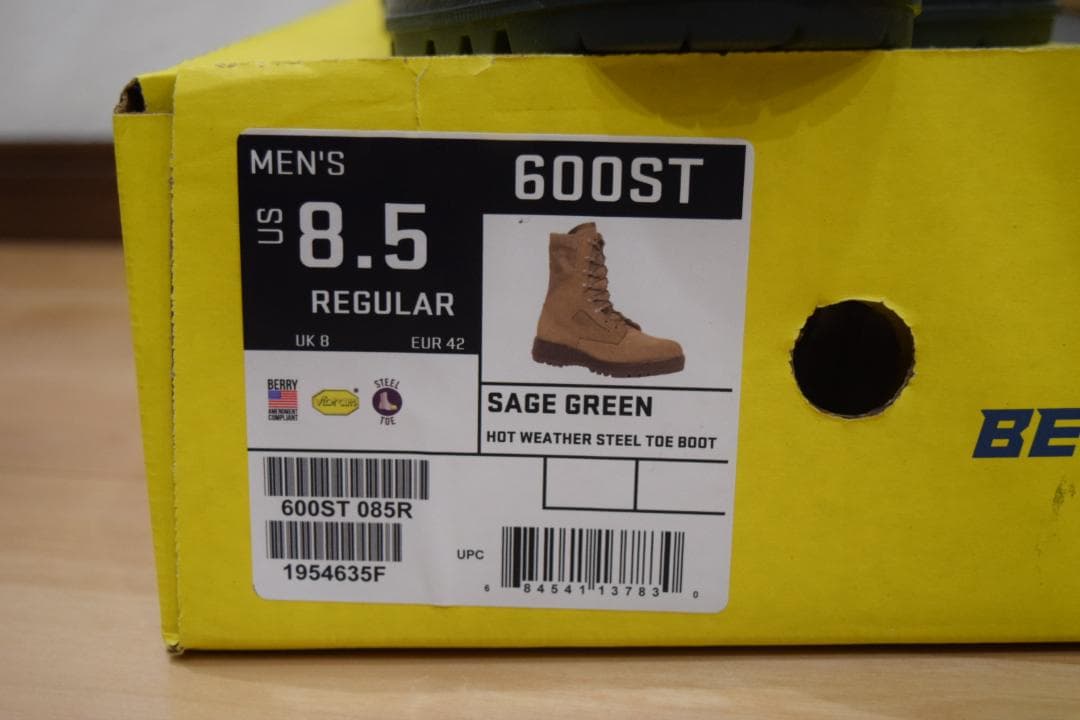 MEN'S
600ST
US 8.5
REGULAR
UK 8 EUR 42
BERRY
AMENDMENT
COMPLIANT
vibram
STEEL
TOE
SAGE GREEN
HOT WEATHER STEEL TOE BOOT
600ST 085R
1954635F
UPC
6 84541 13783 0
BE